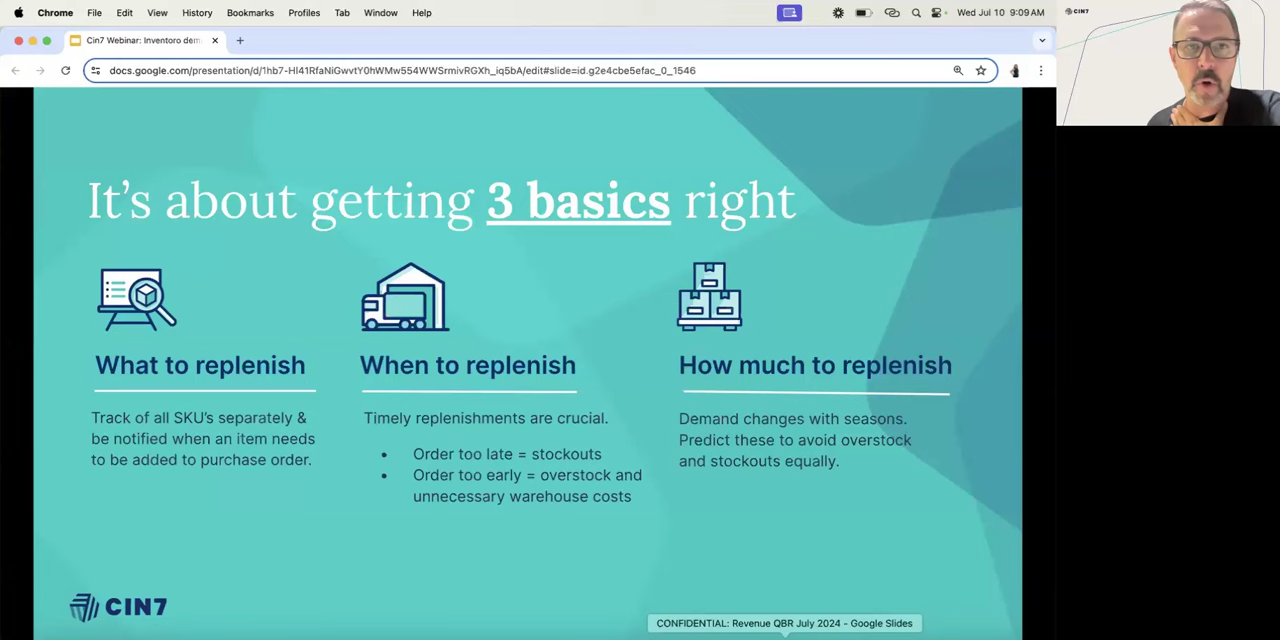 Chrome File Edit View History Bookmarks Profiles Tab Window Help Wed Jul 10 9:09 AM
Cin7 Webinar: Inventoro dem
docs.google.com/presentation/d/1hb7-Hl41RfaNiGwvtY0hWMw554WWSrmivRGXh_iq5bA/edit#slide=id.g2e4cbe5efac_0_1546
CIN7
It's about getting 3 basics right
What to replenish
Track of all SKU's separately &
be notified when an item needs
to be added to purchase order.
When to replenish
Timely replenishments are crucial.
• Order too late = stockouts
• Order too early = overstock and
unnecessary warehouse costs
How much to replenish
Demand changes with seasons.
Predict these to avoid overstock
and stockouts equally.
CIN7
CONFIDENTIAL: Revenue QBR July 2024 - Google Slides